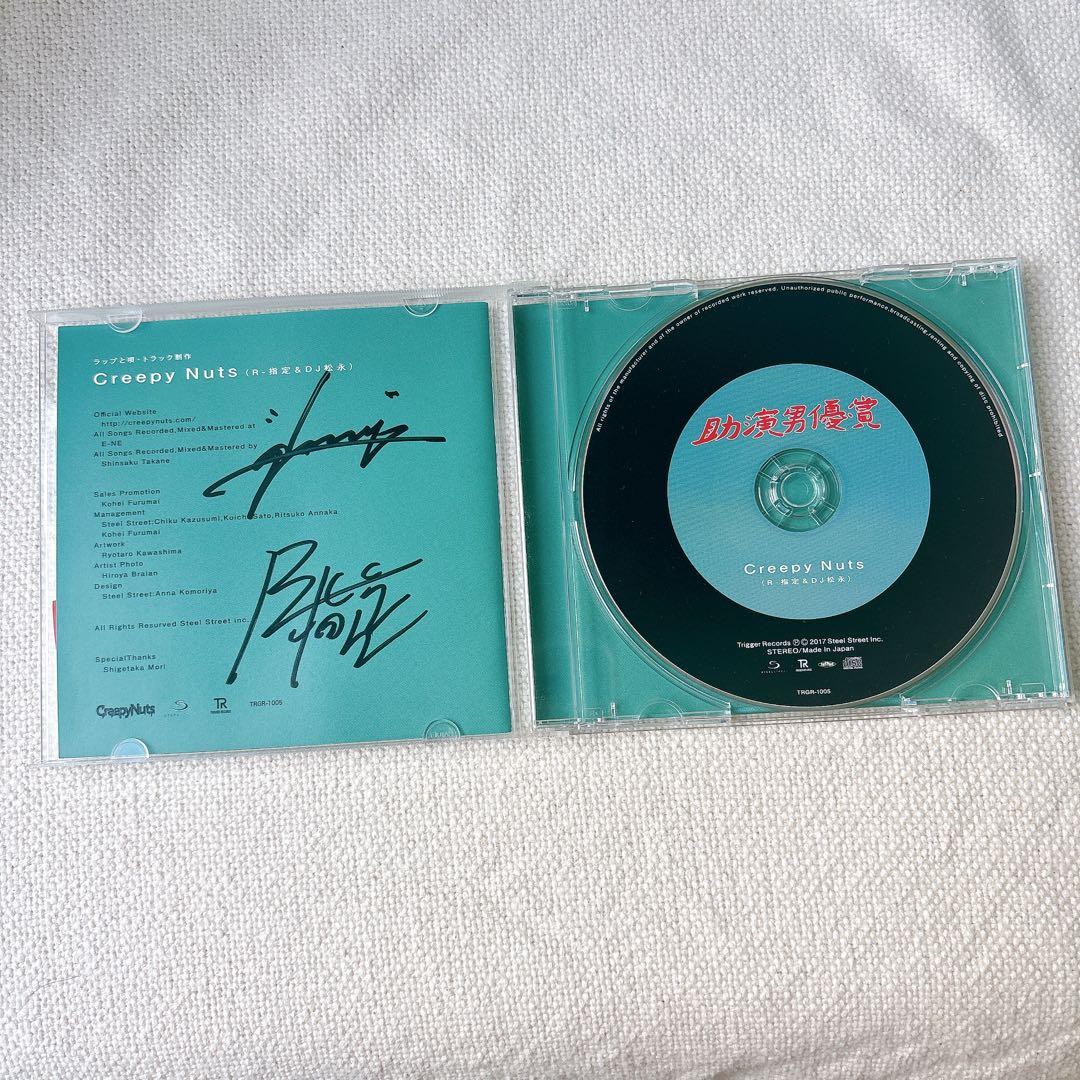 ラップと唄・トラック制作
Creepy Nuts (R-指定&DJ松永)
Official Website
http://creepynuts.com/
All Songs Recorded,Mixed&Mastered at
E-NE
All Songs Recorded,Mixed&Mastered by
Shinsaku Takane
Sales Promotion
Kohei Furumai
Management
Steel Street:Chiku Kazusumi,Koichi Sato,Ritsuko Annaka
Kohei Furumai
Artwork
Ryotaro Kawashima
Artist Photo
Hiroya Braian
Design
Steel Street:Anna Komoriya
All Rights Resurved Steel Street inc.
SpecialThanks
Shigetaka Mori
CreepyNuts
TR
TRGR-1005
All rights of the manufacturer and of the owner of recorded work reserved. Unauthorized public performance,broadcasting,renting and copying of disc prohibited
助演男優賞
Creepy Nuts
(R-指定&DJ松永)
Trigger Records Ⓟ© 2017 Steel Street Inc.
STEREO/Made in Japan
TR
TRGR-1005